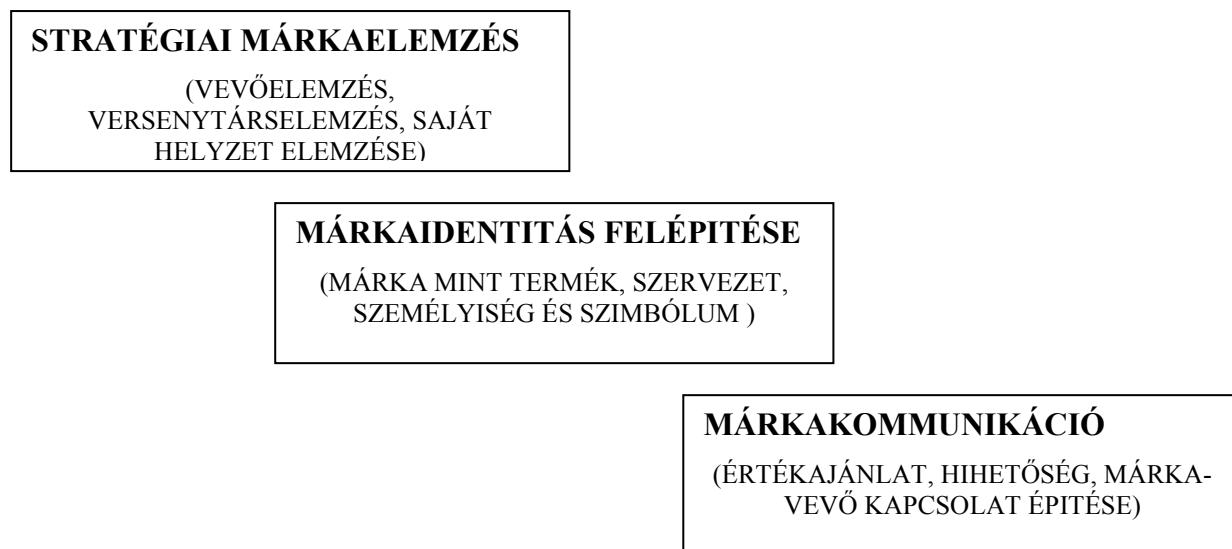 STRATÉGIAI MÁRKAELEMZÉS
(VEVŐELEMZÉS,
VERSENYTÁRSELEMZÉS, SAJÁT
HELYZET ELEMZÉSE)
MÁRKAIDENTITÁS FELÉPITÉSE
(MÁRKA MINT TERMÉK, SZERVEZET,
SZEMÉLYISÉG ÉS SZIMBÓLUM )
MÁRKAKOMMUNIKÁCIÓ
(ÉRTÉKAJÁNLAT, HIHETŐSÉG, MÁRKA-
VEVŐ KAPCSOLAT ÉPITÉSE)